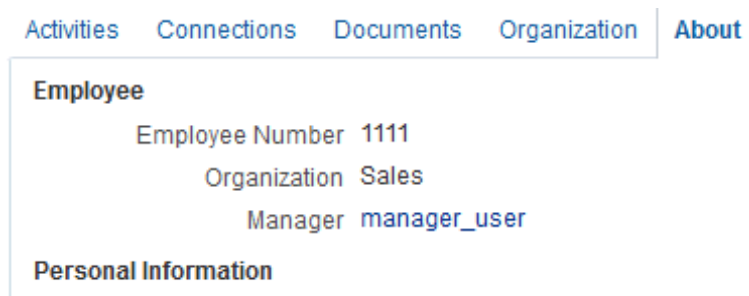 Activities Connections Documents Organization About
Employee
Employee Number 1111
Organization Sales
Manager manager_user
Personal Information